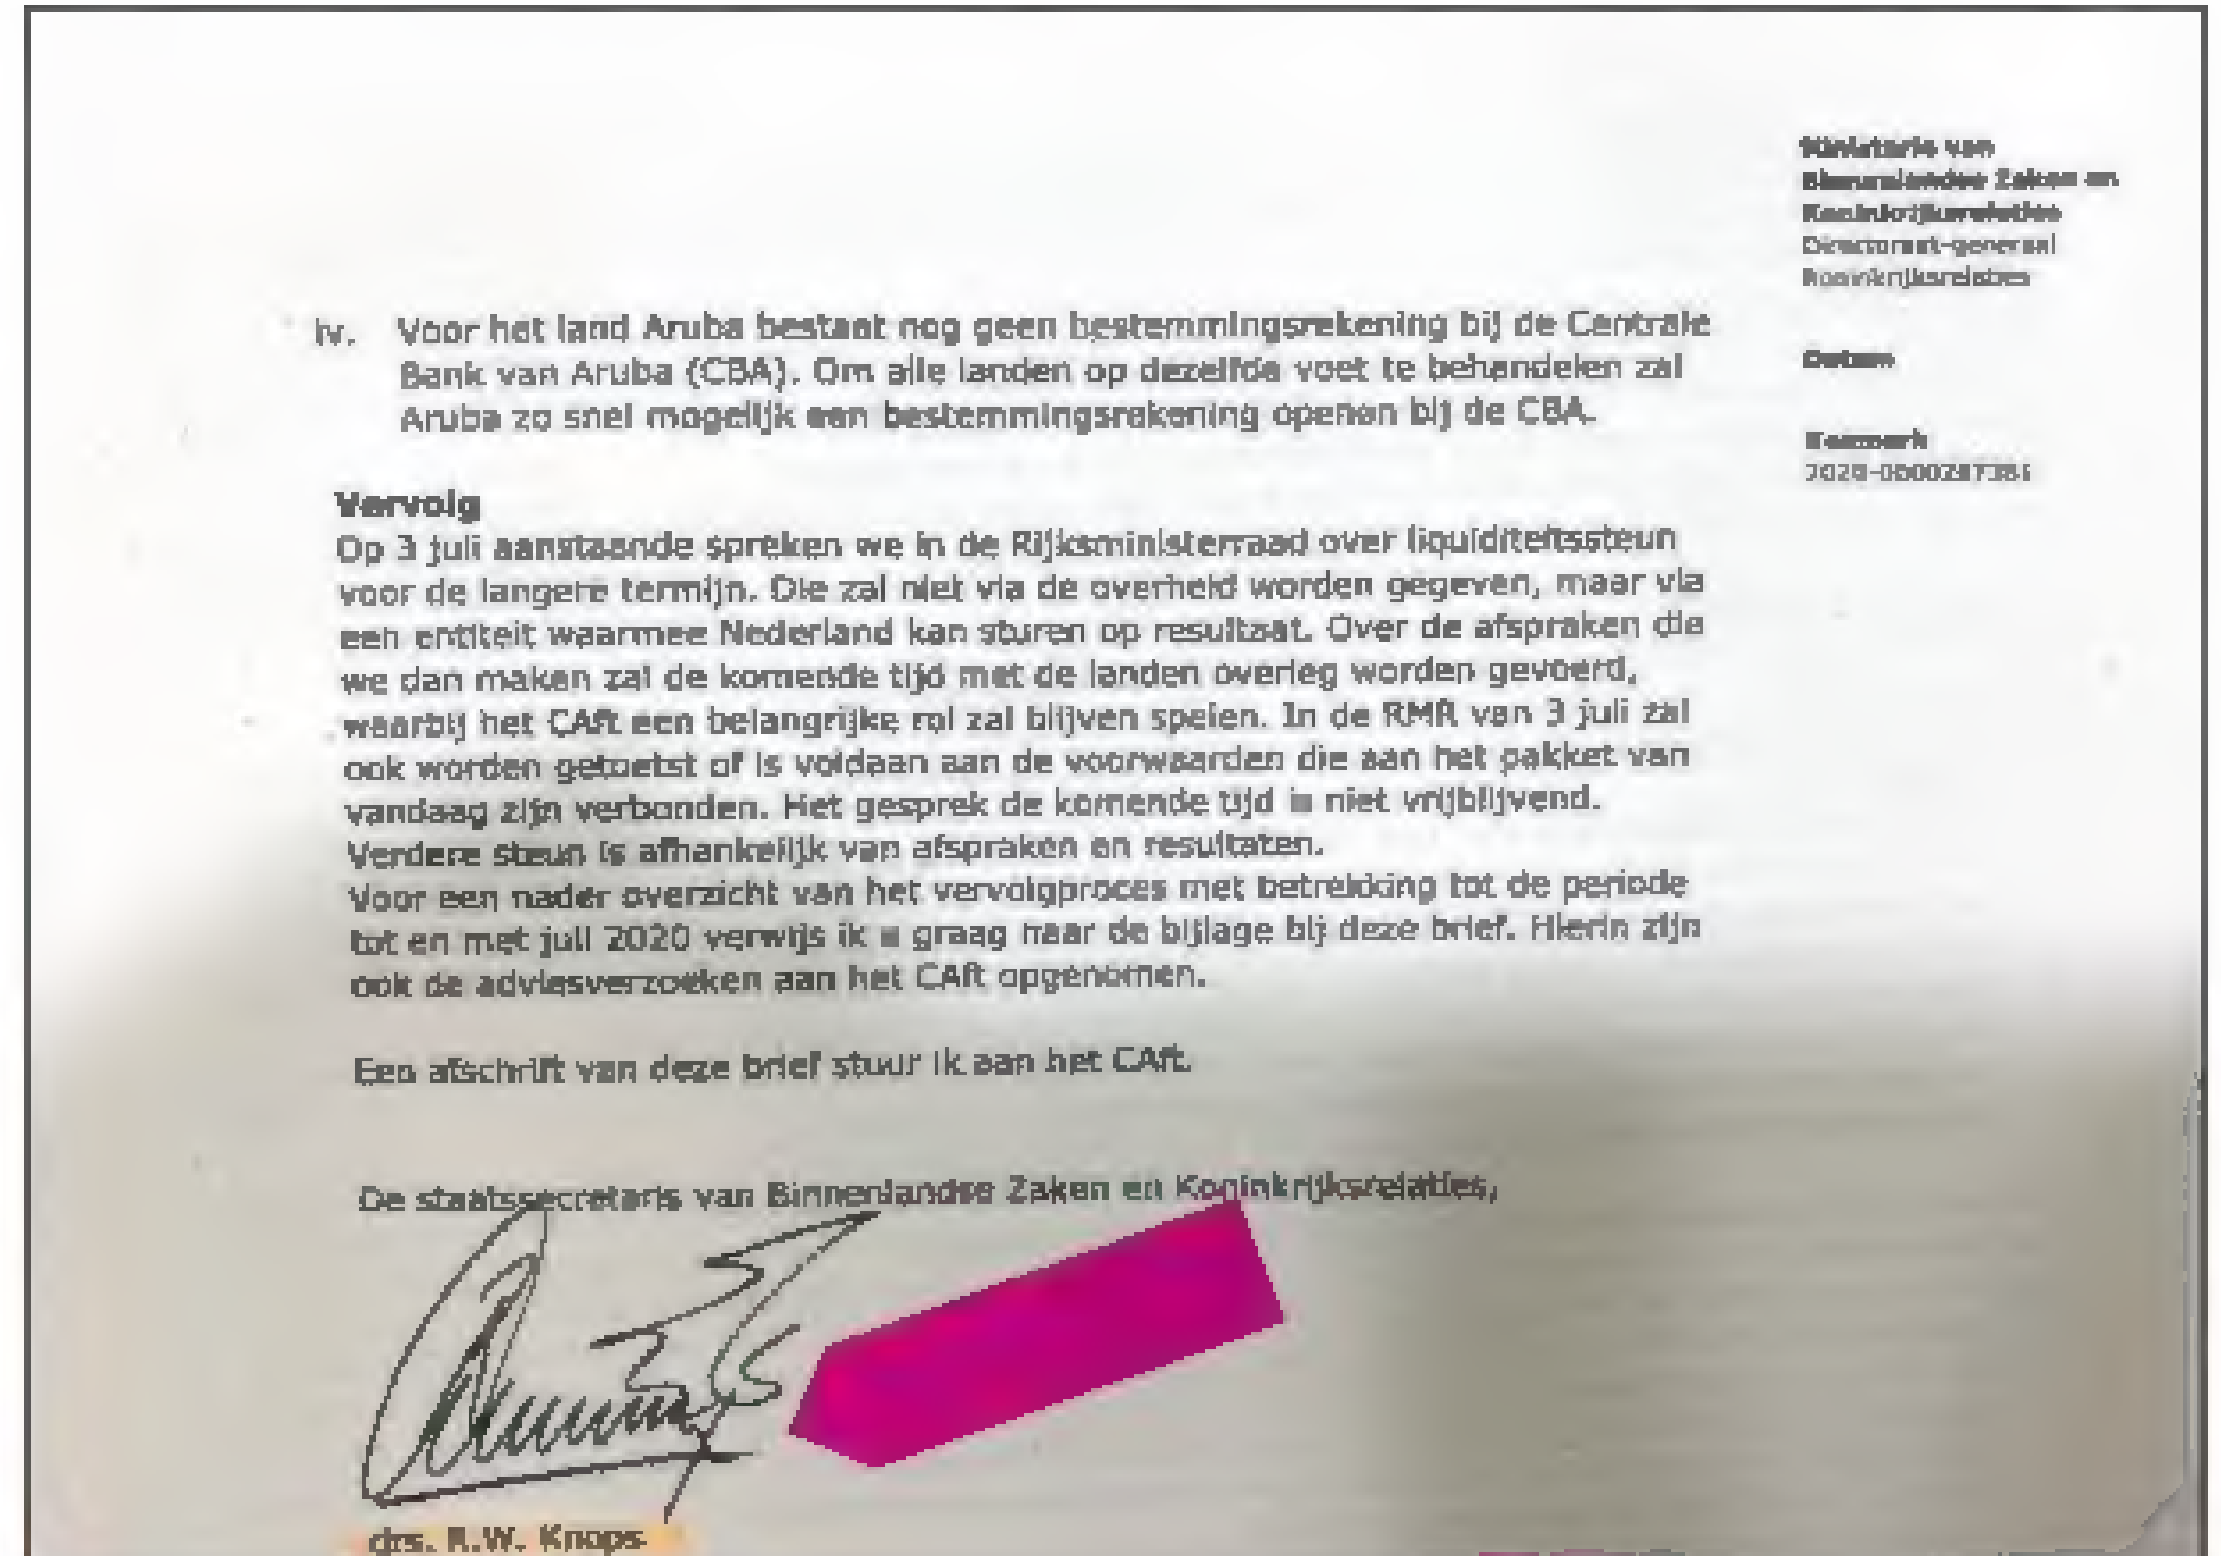 Ministerie van
Binnenlandse Zaken en
Koninkrijksrelaties
Directoraat-generaal
Koninkrijksrelaties
Datum
Kenmerk
iv. Voor het land Aruba bestaat nog geen bestemmingsrekening bij de Centrale
Bank van Aruba (CBA). Om alle landen op dezelfde voet te behandelen zal
Aruba zo snel mogelijk een bestemmingsrekening openen bij de CBA.
Vervolg
Op 3 juli aanstaande spreken we in de Rijksministerraad over liquiditeitssteun
voor de langere termijn. Die zal niet via de overheid worden gegeven, maar via
een entiteit waarmee Nederland kan sturen op resultaat. Over de afspraken die
we dan maken zal de komende tijd met de landen overleg worden gevoerd,
waarbij het CAft een belangrijke rol zal blijven spelen. In de RMR van 3 juli zal
ook worden getoetst of is voldaan aan de voorwaarden die aan het pakket van
vandaag zijn verbonden. Het gesprek de komende tijd is niet vrijblijvend.
Verdere steun is afhankelijk van afspraken en resultaten.
Voor een nader overzicht van het vervolgproces met betrekking tot de periode
tot en met juli 2020 verwijs ik u graag naar de bijlage bij deze brief. Hierin zijn
ook de adviesverzoeken aan het CAft opgenomen.
Een afschrift van deze brief stuur ik aan het CAft.
De staatssecretaris van Binnenlandse Zaken en Koninkrijksrelaties,
drs. R.W. Knops